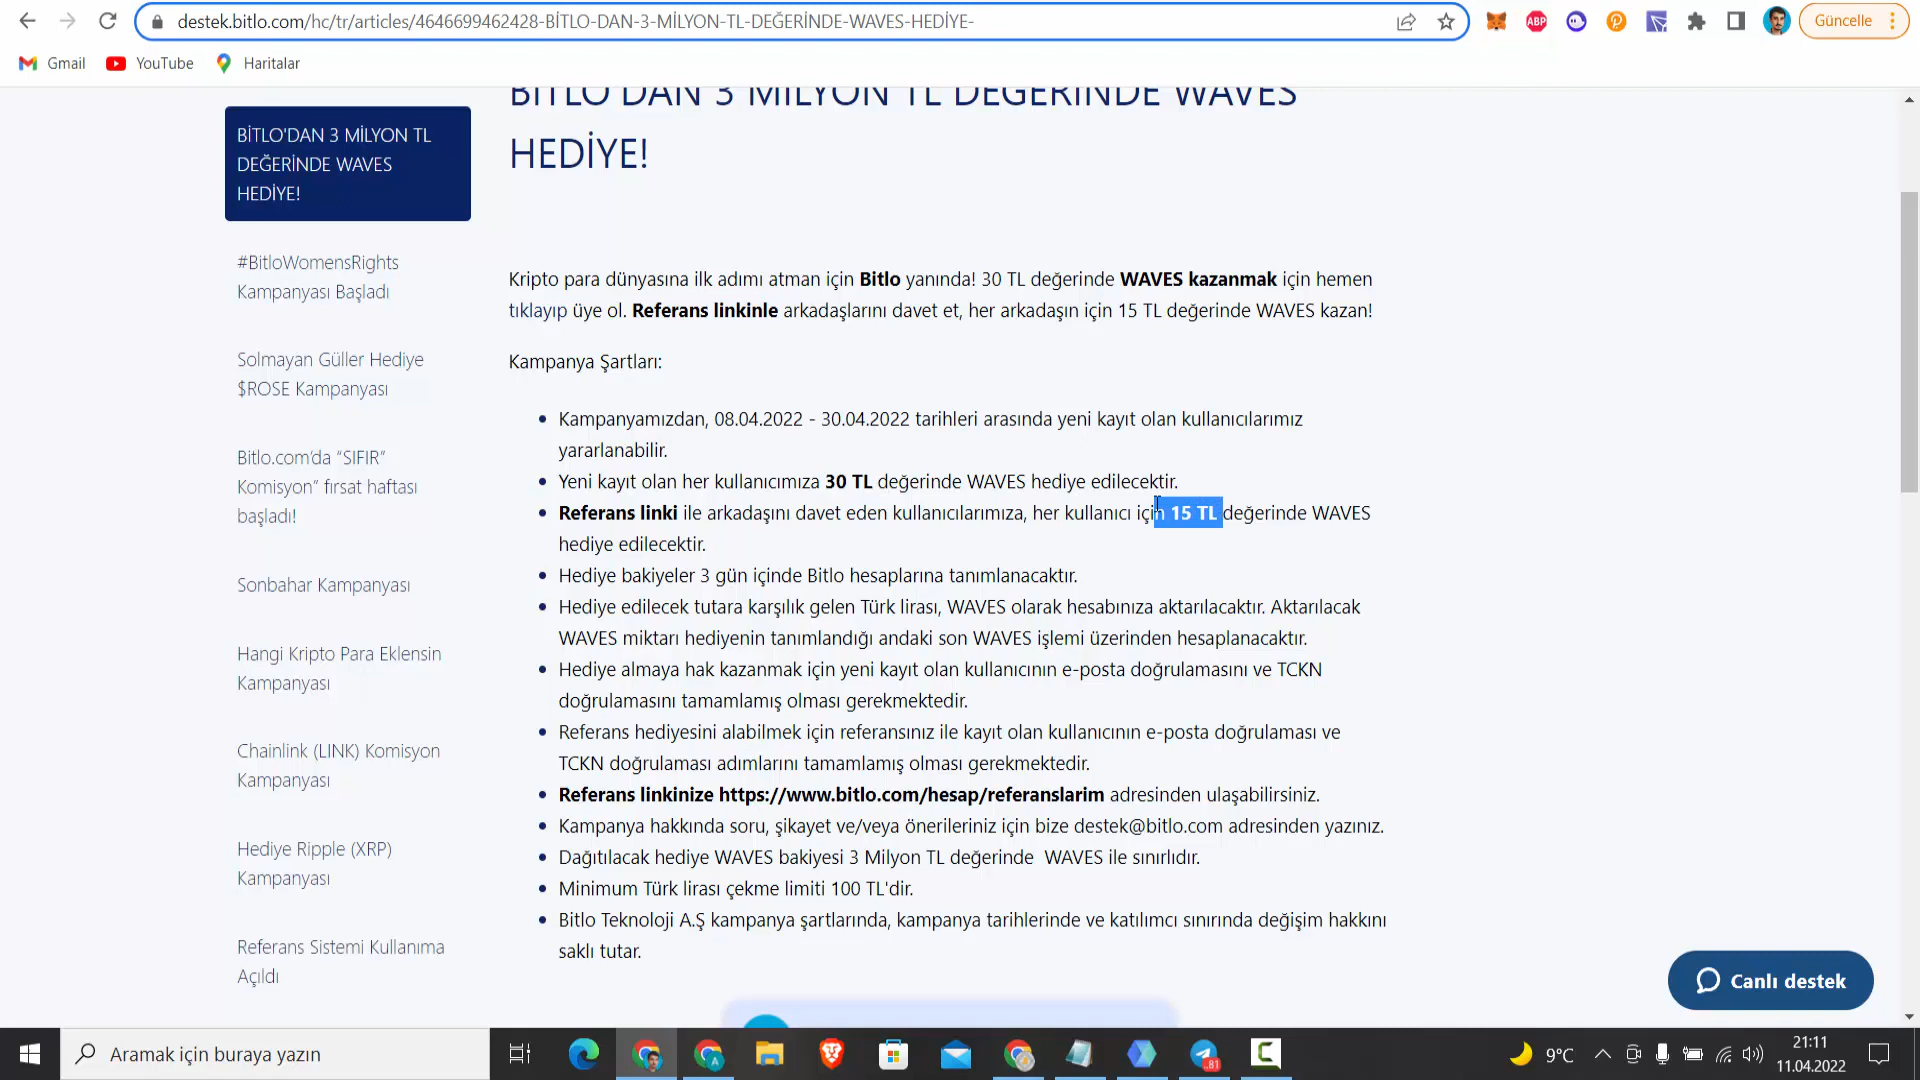 destek.bitlo.com/hc/tr/articles/4646699462428-BİTLO-DAN-3-MİLYON-TL-DEĞERİNDE-WAVES-HEDİYE-
ABP
Güncelle
Gmail
YouTube
Haritalar
BİTLO'DAN 3 MİLYON TL DEĞERİNDE WAVES
HEDİYE!
BİTLO'DAN 3 MİLYON TL
DEĞERİNDE WAVES
HEDİYE!
#BitloWomensRights
Kampanyası Başladı
Solmayan Güller Hediye
$ROSE Kampanyası
Bitlo.com'da “SIFIR”
Komisyon” fırsat haftası
başladı!
Sonbahar Kampanyası
Hangi Kripto Para Eklensin
Kampanyası
Chainlink (LINK) Komisyon
Kampanyası
Hediye Ripple (XRP)
Kampanyası
Referans Sistemi Kullanıma
Açıldı
Kripto para dünyasına ilk adımı atman için Bitlo yanında! 30 TL değerinde WAVES kazanmak için hemen
tıklayıp üye ol. Referans linkinle arkadaşlarını davet et, her arkadaşın için 15 TL değerinde WAVES kazan!
Kampanya Şartları:
Kampanyamızdan, 08.04.2022 - 30.04.2022 tarihleri arasında yeni kayıt olan kullanıcılarımız
yararlanabilir.
Yeni kayıt olan her kullanıcımıza 30 TL değerinde WAVES hediye edilecektir.
Referans linki ile arkadaşını davet eden kullanıcılarımıza, her kullanıcı için 15 TL değerinde WAVES
hediye edilecektir.
Hediye bakiyeler 3 gün içinde Bitlo hesaplarına tanımlanacaktır.
Hediye edilecek tutara karşılık gelen Türk lirası, WAVES olarak hesabınıza aktarılacaktır. Aktarılacak
WAVES miktarı hediyenin tanımlandığı andaki son WAVES işlemi üzerinden hesaplanacaktır.
Hediye almaya hak kazanmak için yeni kayıt olan kullanıcının e-posta doğrulamasını ve TCKN
doğrulamasını tamamlamış olması gerekmektedir.
Referans hediyesini alabilmek için referansınız ile kayıt olan kullanıcının e-posta doğrulaması ve
TCKN doğrulaması adımlarını tamamlamış olması gerekmektedir.
Referans linkinize https://www.bitlo.com/hesap/referanslarim adresinden ulaşabilirsiniz.
Kampanya hakkında soru, şikayet ve/veya önerileriniz için bize destek@bitlo.com adresinden yazınız.
Dağıtılacak hediye WAVES bakiyesi 3 Milyon TL değerinde WAVES ile sınırlıdır.
Minimum Türk lirası çekme limiti 100 TL'dir.
Bitlo Teknoloji A.Ş kampanya şartlarında, kampanya tarihlerinde ve katılımcı sınırında değişim hakkını
saklı tutar.
Canlı destek
Aramak için buraya yazın
81
9°C
21:11
11.04.2022